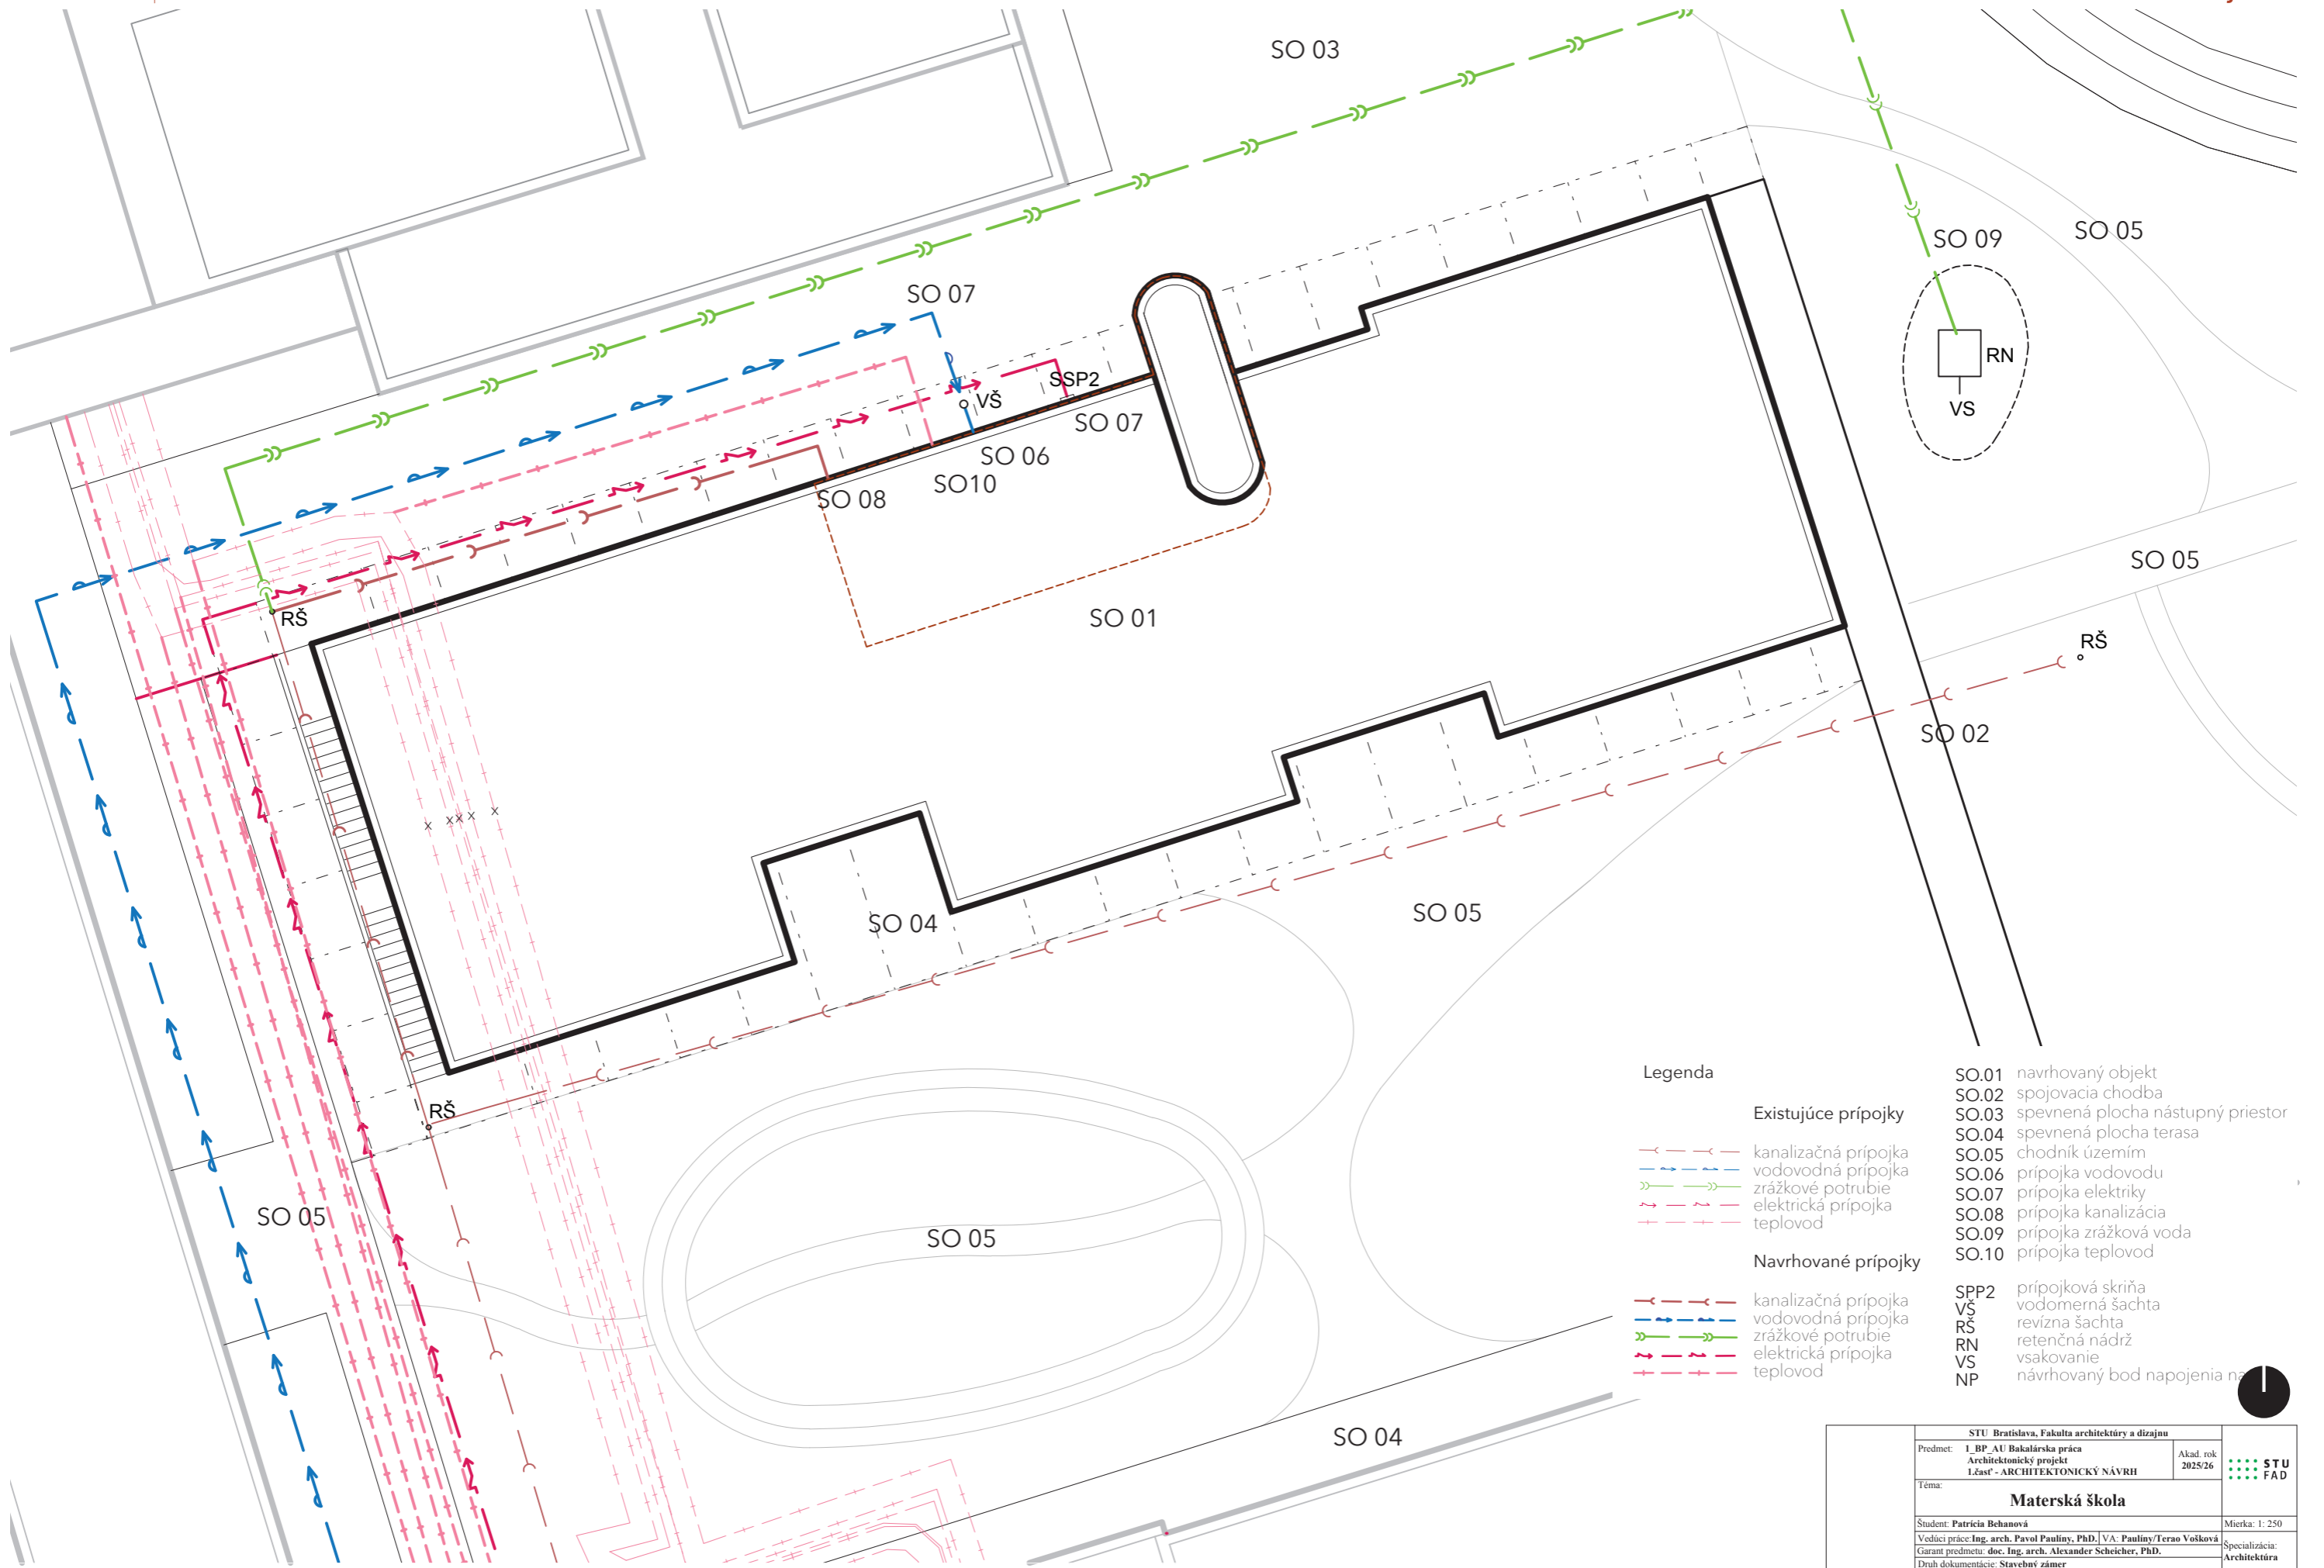 SO 03
SO 09
SO 05
SO 07
RN
VS
SSP2
VŠ
SO 07
SO 06
SO10
SO 08
SO 05
RŠ
SO 01
RŠ
SO 02
x xxx x
SO 04
SO 05
RŠ
SO 05
SO 05
SO 04
Legenda
Existujúce prípojky
kanalizačná prípojka
vodovodná prípojka
zrážkové potrubie
elektrická prípojka
teplovod
Navrhované prípojky
kanalizačná prípojka
vodovodná prípojka
zrážkové potrubie
elektrická prípojka
teplovod
SO.01 navrhovaný objekt
SO.02 spojovacia chodba
SO.03 spevnená plocha nástupný priestor
SO.04 spevnená plocha terasa
SO.05 chodník územím
SO.06 prípojka vodovodu
SO.07 prípojka elektriky
SO.08 prípojka kanalizácia
SO.09 prípojka zrážková voda
SO.10 prípojka teplovod
SPP2 prípojková skriňa
VŠ vodomerná šachta
RŠ revízna šachta
RN retenčná nádrž
VS vsakovanie
NP návrhovaný bod napojenia
STU Bratislava, Fakulta architektúry a dizajnu
Predmet: 1_BP_AU Bakalárska práca
Architektonický projekt
1.časť - ARCHITEKTONICKÝ NÁVRH
Akad. rok
2025/26
STU
FAD
Téma:
Materská škola
Študent: Patrícia Behanová
Mierka: 1: 250
Vedúci práce: Ing. arch. Pavol Paulíny, PhD. VA: Paulíny/Terao Vošková
Garant predmetu: doc. Ing. arch. Alexander Scheicher, PhD.
Špecializácia:
Architektúra
Druh dokumentácie: Stavebný zámer